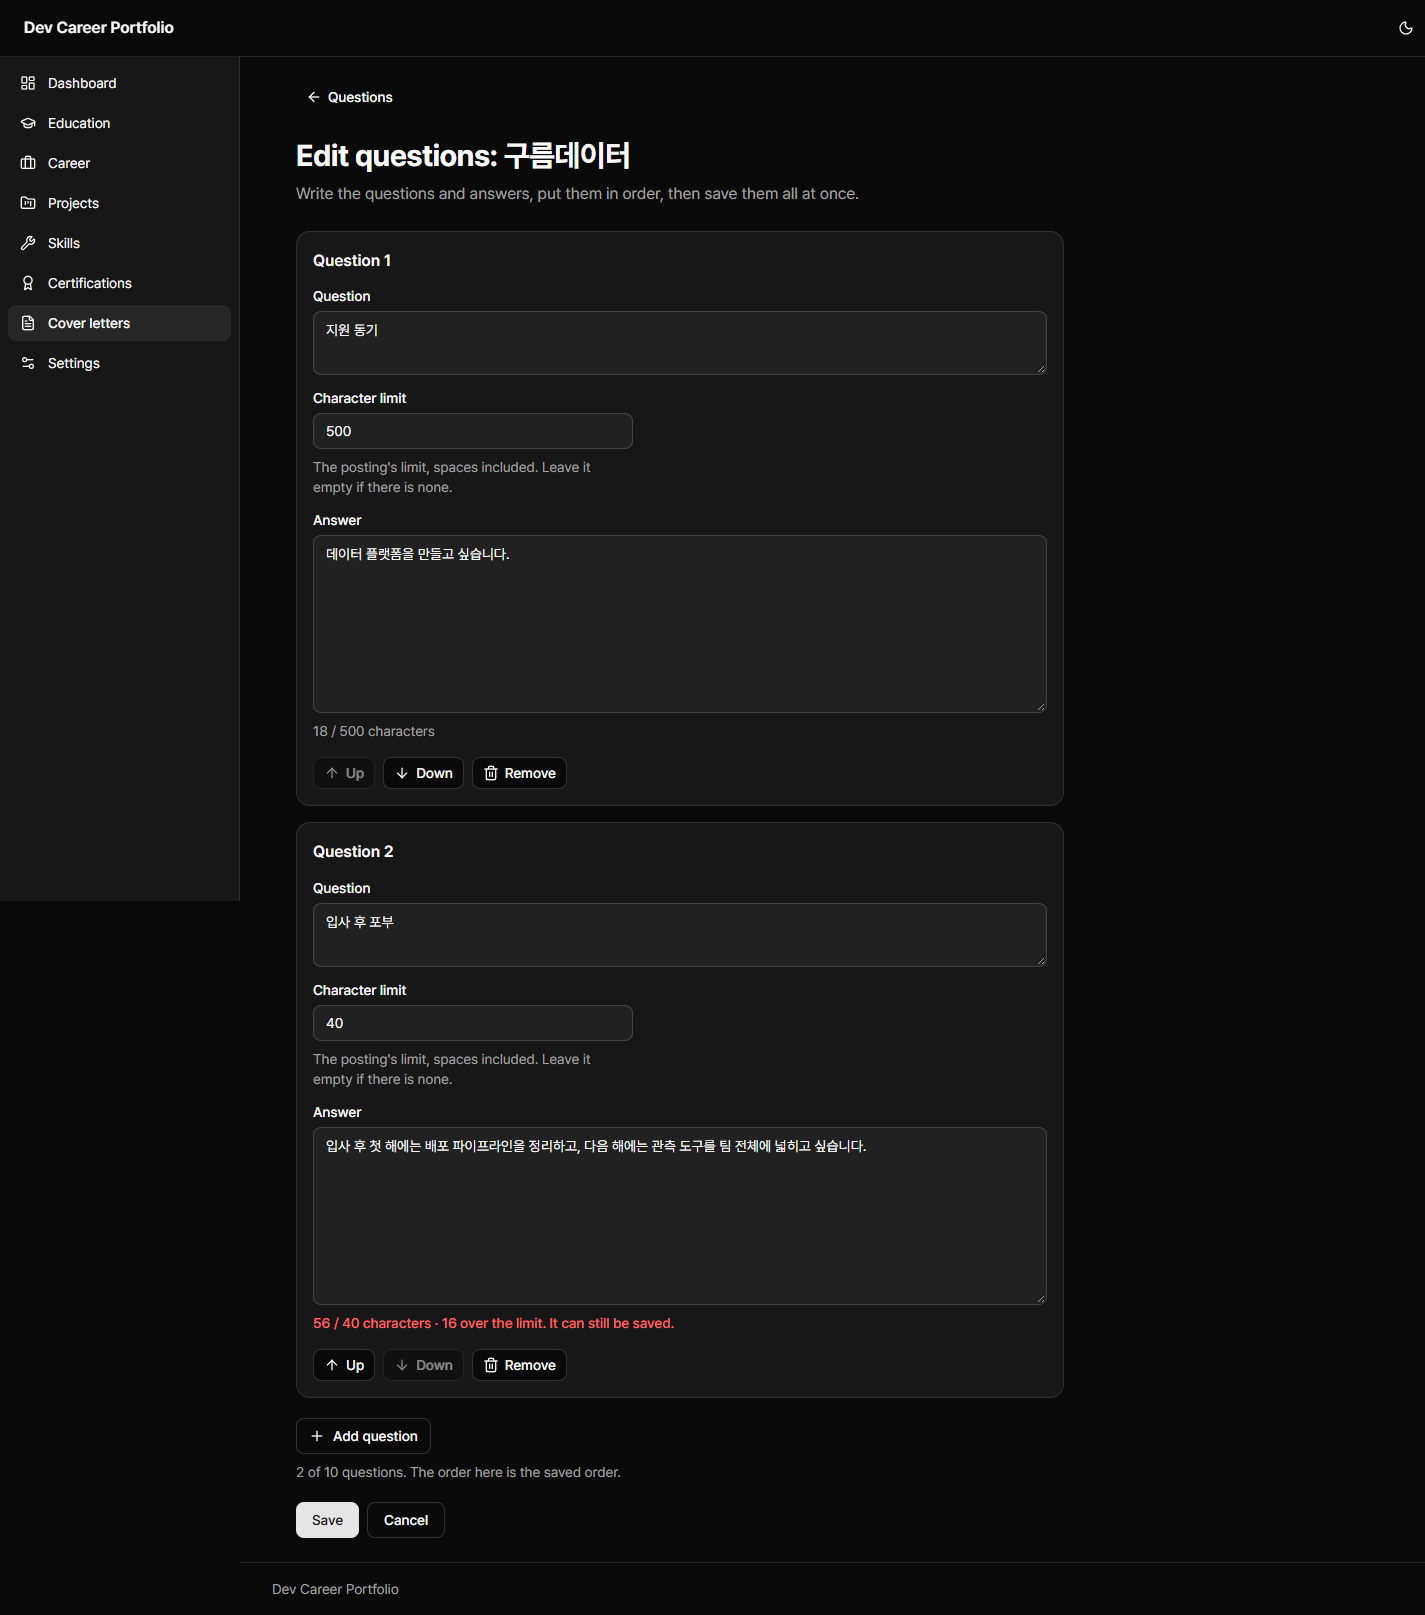 Dev Career Portfolio
Dashboard
Education
Career
Projects
Skills
Certifications
Cover letters
Settings
Questions
Edit questions: 구름데이터
Write the questions and answers, put them in order, then save them all at once.
Question 1
Question
지원 동기
Character limit
500
The posting's limit, spaces included. Leave it
empty if there is none.
Answer
데이터 플랫폼을 만들고 싶습니다.
18 / 500 characters
Up Down Remove
Question 2
Question
입사 후 포부
Character limit
40
The posting's limit, spaces included. Leave it
empty if there is none.
Answer
입사 후 첫 해에는 배포 파이프라인을 정리하고, 다음 해에는 관측 도구를 팀 전체에 넓히고 싶습니다.
56 / 40 characters · 16 over the limit. It can still be saved.
Up Down Remove
Add question
2 of 10 questions. The order here is the saved order.
Save Cancel
Dev Career Portfolio